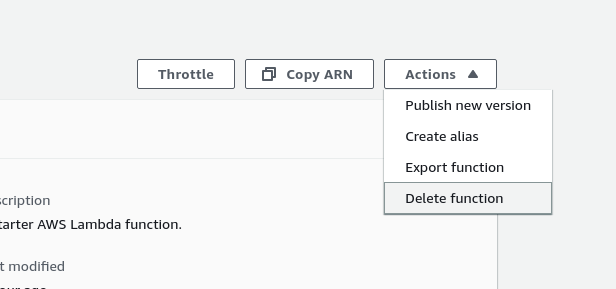 Throttle
Copy ARN
Actions
Publish new version
Create alias
Export function
Delete function
scription
tarter AWS Lambda function.
t modified